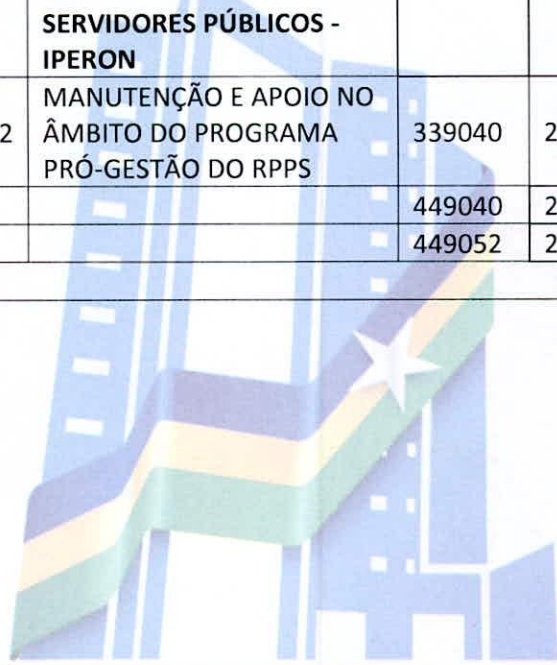 SERVIDORES PÚBLICOS -
IPERON
2 MANUTENÇÃO E APOIO NO ÂMBITO DO PROGRAMA PRÓ-GESTÃO DO RPPS 339040 2
449040 2
449052 2